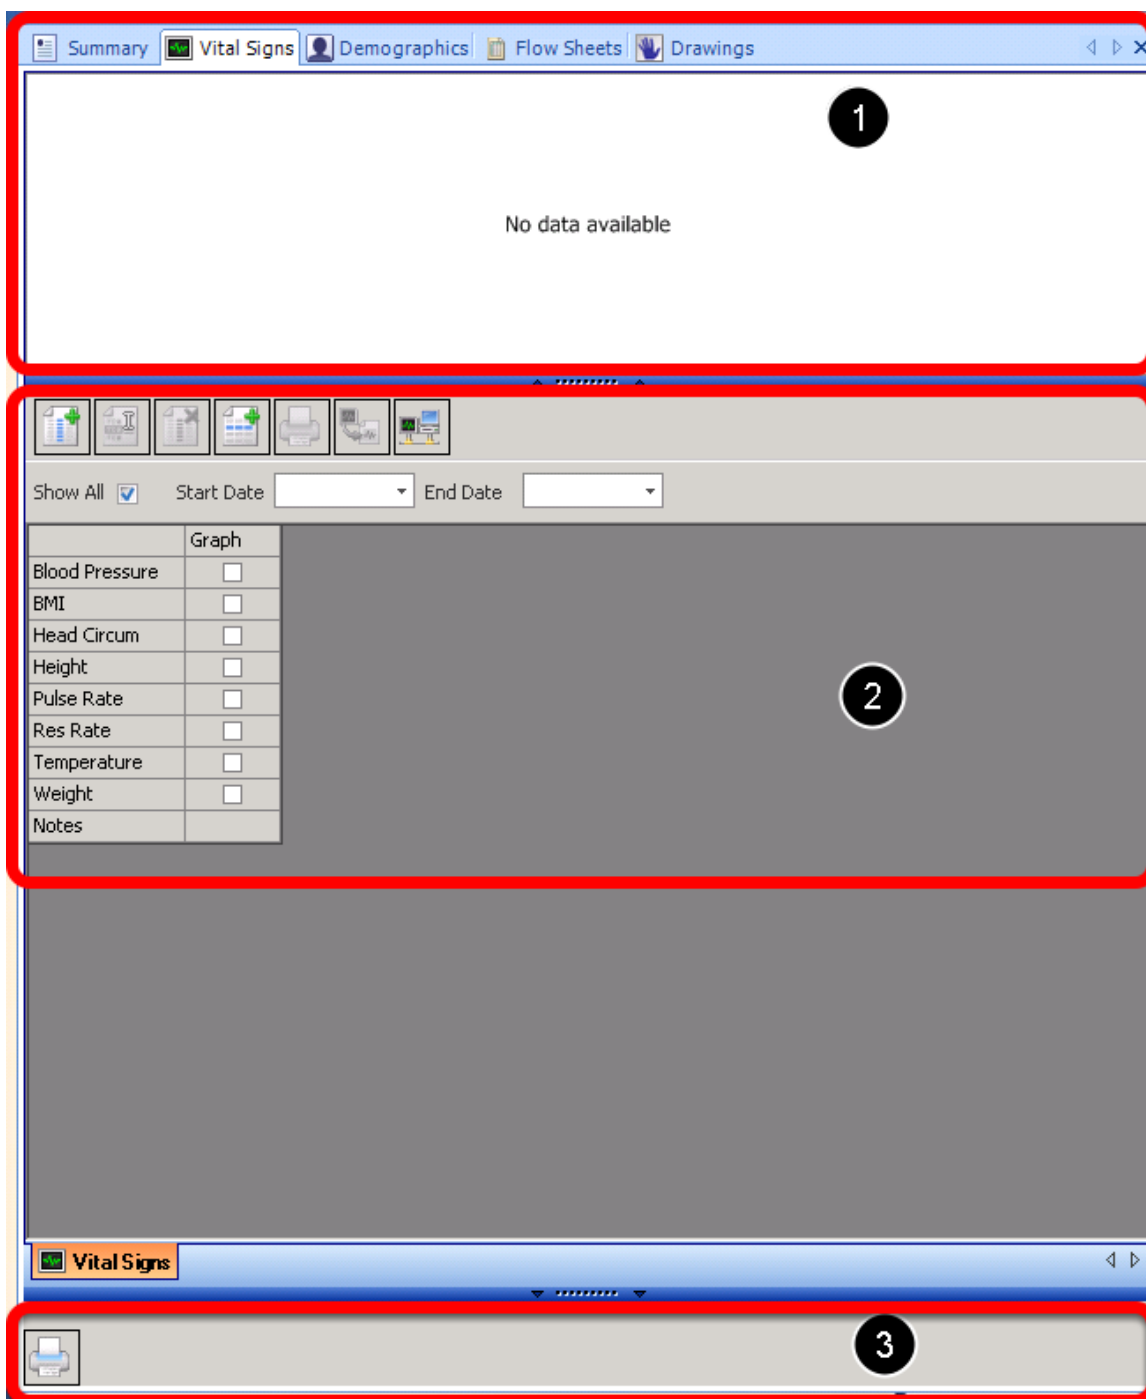 Summary Vital Signs Demographics Flow Sheets Drawings
1
No data available
Show All Start Date End Date
Graph
Blood Pressure
BMI
Head Circum
Height
2
Pulse Rate
Res Rate
Temperature
Weight
Notes
Vital Signs
3